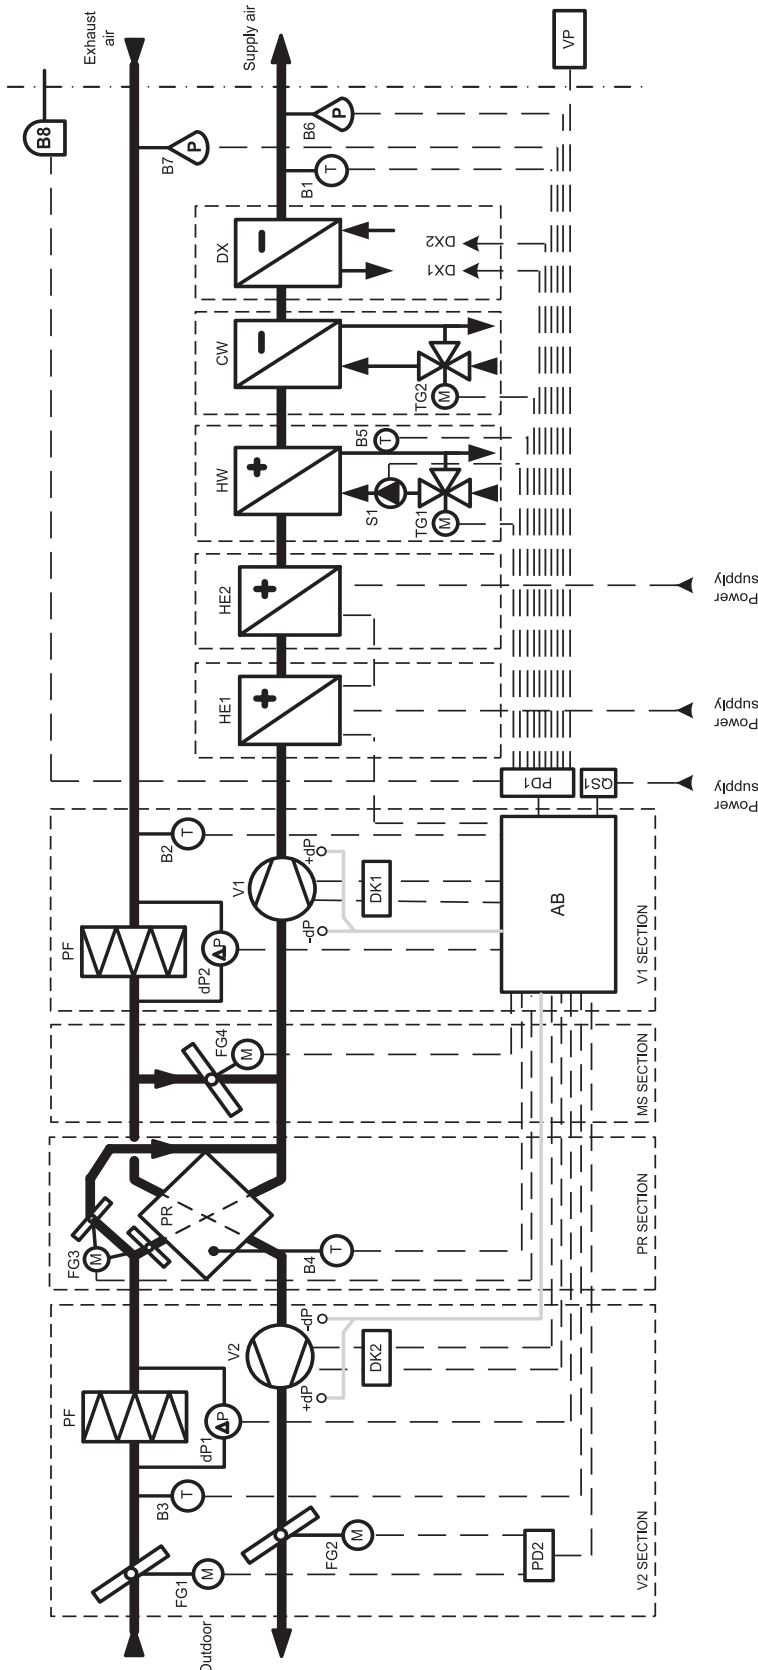 Exhaust
air
Supply air
VP
B8
B7
P
B6
P
B1
T
DX
DX2
DX1
CW
TG2
M
HW
B5
T
S1
TG1
M
HE2
Power
supply
HE1
Power
supply
PD1
QS1
Power
supply
B2
T
V1
+dP
-dP
DK1
AB
PF
dP2
ΔP
V1 SECTION
FG4
M
MS SECTION
PR
FG3
M
B4
T
PR SECTION
V2
-dP
+dP
DK2
PF
dP1
ΔP
B3
T
FG1
M
FG2
M
PD2
V2 SECTION
Outdoor